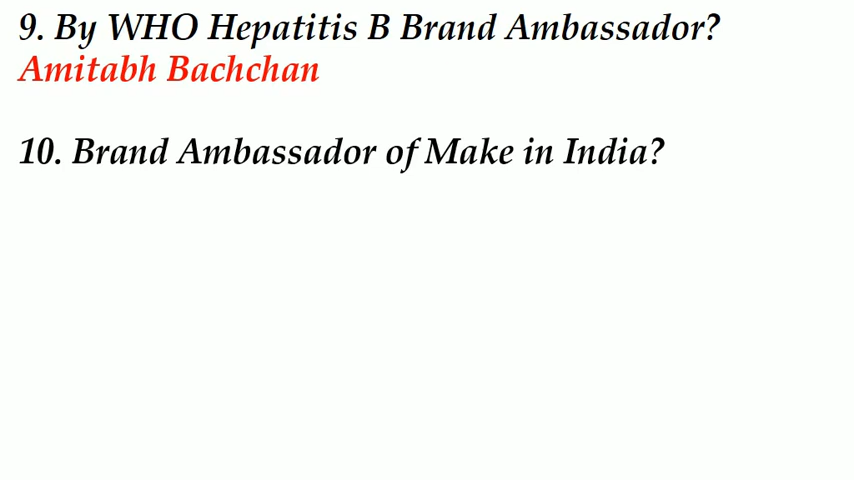 9. By WHO Hepatitis B Brand Ambassador?
Amitabh Bachchan
10. Brand Ambassador of Make in India?